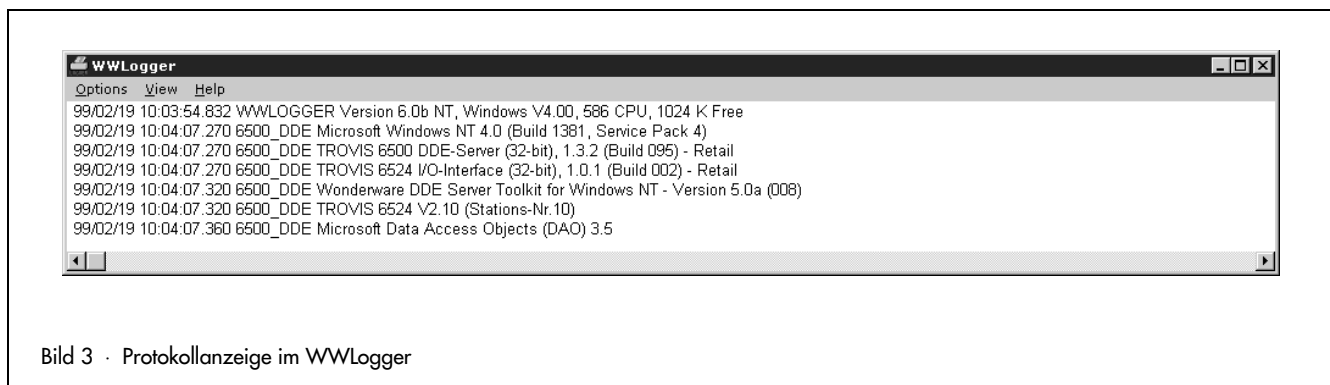 WWLogger
Options View Help
99/02/19 10:03:54.832 WWLOGGER Version 6.0b NT, Windows V4.00, 586 CPU, 1024 K Free
99/02/19 10:04:07.270 6500_DDE Microsoft Windows NT 4.0 (Build 1381, Service Pack 4)
99/02/19 10:04:07.270 6500_DDE TROVIS 6500 DDE-Server (32-bit), 1.3.2 (Build 095) - Retail
99/02/19 10:04:07.270 6500_DDE TROVIS 6524 I/O-Interface (32-bit), 1.0.1 (Build 002) - Retail
99/02/19 10:04:07.320 6500_DDE Wonderware DDE Server Toolkit for Windows NT - Version 5.0a (008)
99/02/19 10:04:07.320 6500_DDE TROVIS 6524 V2.10 (Stations-Nr.10)
99/02/19 10:04:07.360 6500_DDE Microsoft Data Access Objects (DAO) 3.5
Bild 3 · Protokollanzeige im WWLogger